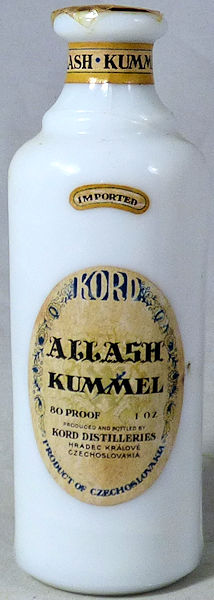 ASH · KUMM
IMPORTED
KORD
ALLASH
KUMMEL
80 PROOF 1 OZ
PRODUCED AND BOTTLED BY
KORD DISTILLERIES
HRADEC KRÁLOVÉ
CZECHOSLOVAKIA
PRODUCT OF CZECHOSLOVAKIA